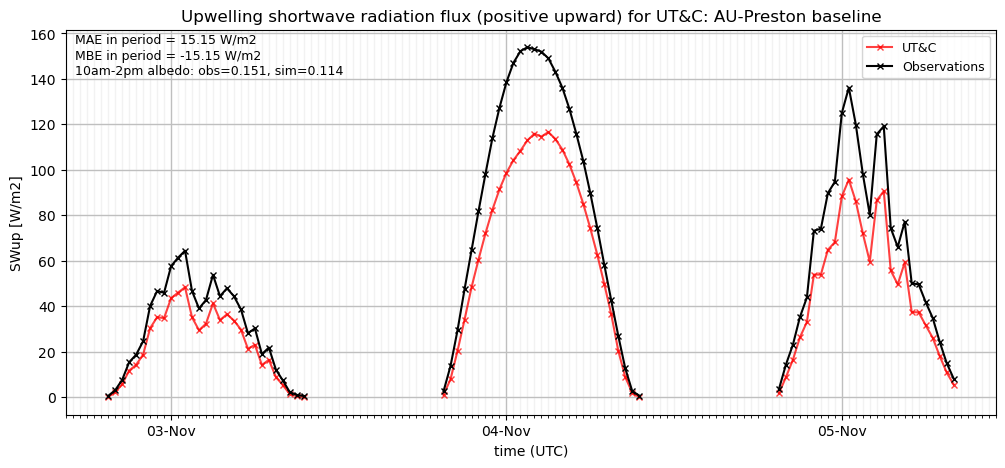 Upwelling shortwave radiation flux (positive upward) for UT&C: AU-Preston baseline
MAE in period = 15.15 W/m2
MBE in period = -15.15 W/m2
10am-2pm albedo: obs=0.151, sim=0.114
UT&C
Observations
SWup [W/m2]
160
140
120
100
80
60
40
20
0
03-Nov
04-Nov
05-Nov
time (UTC)